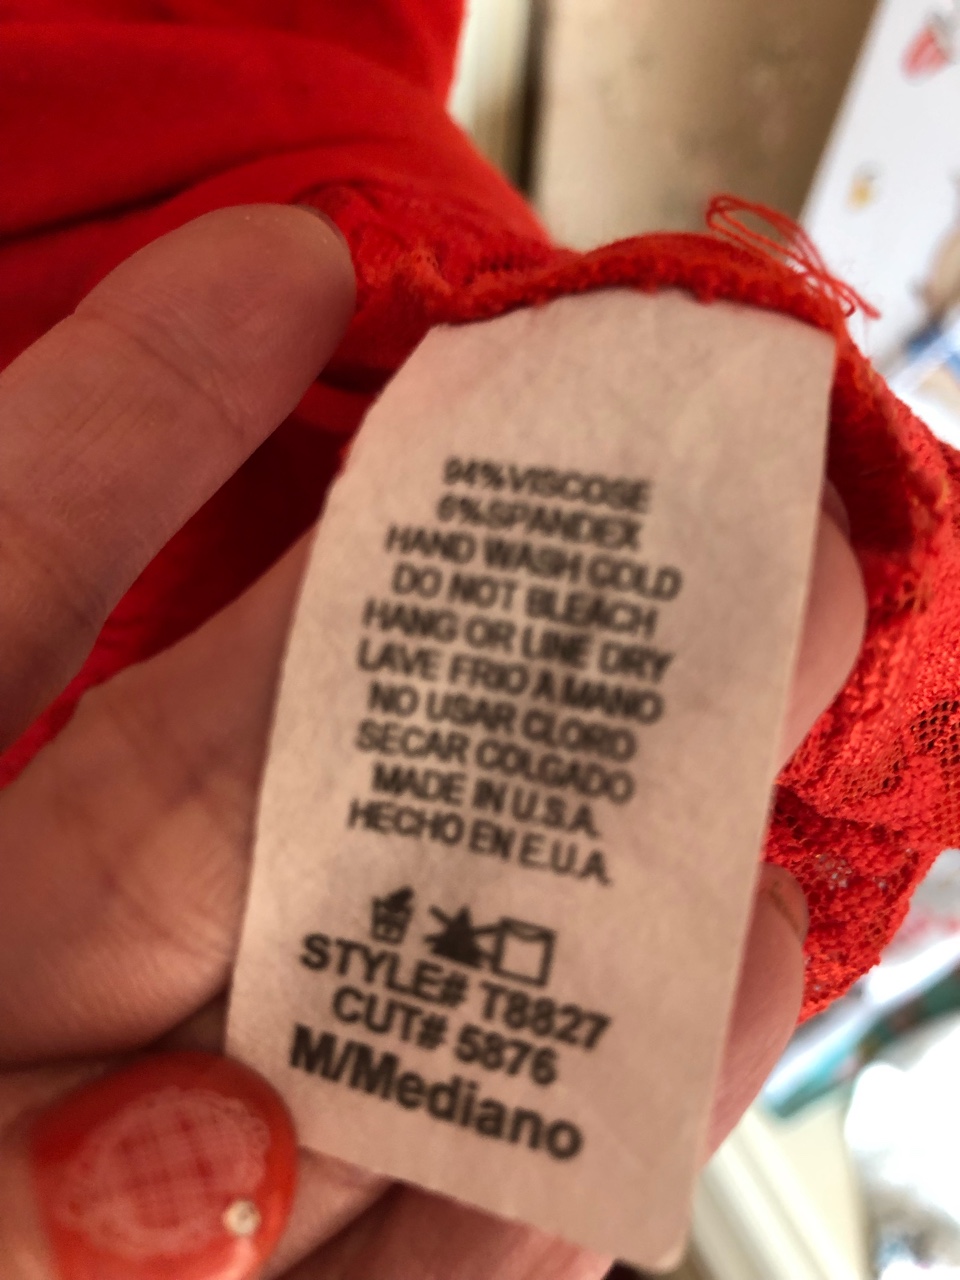 94%VISCOSE
6%SPANDEX
HAND WASH COLD
DO NOT BLEACH
HANG OR LINE DRY
LAVE FRIO A MANO
NO USAR CLORO
SECAR COLGADO
MADE IN U.S.A.
HECHO EN E.U.A.
STYLE# T8827
CUT# 5876
M/Mediano